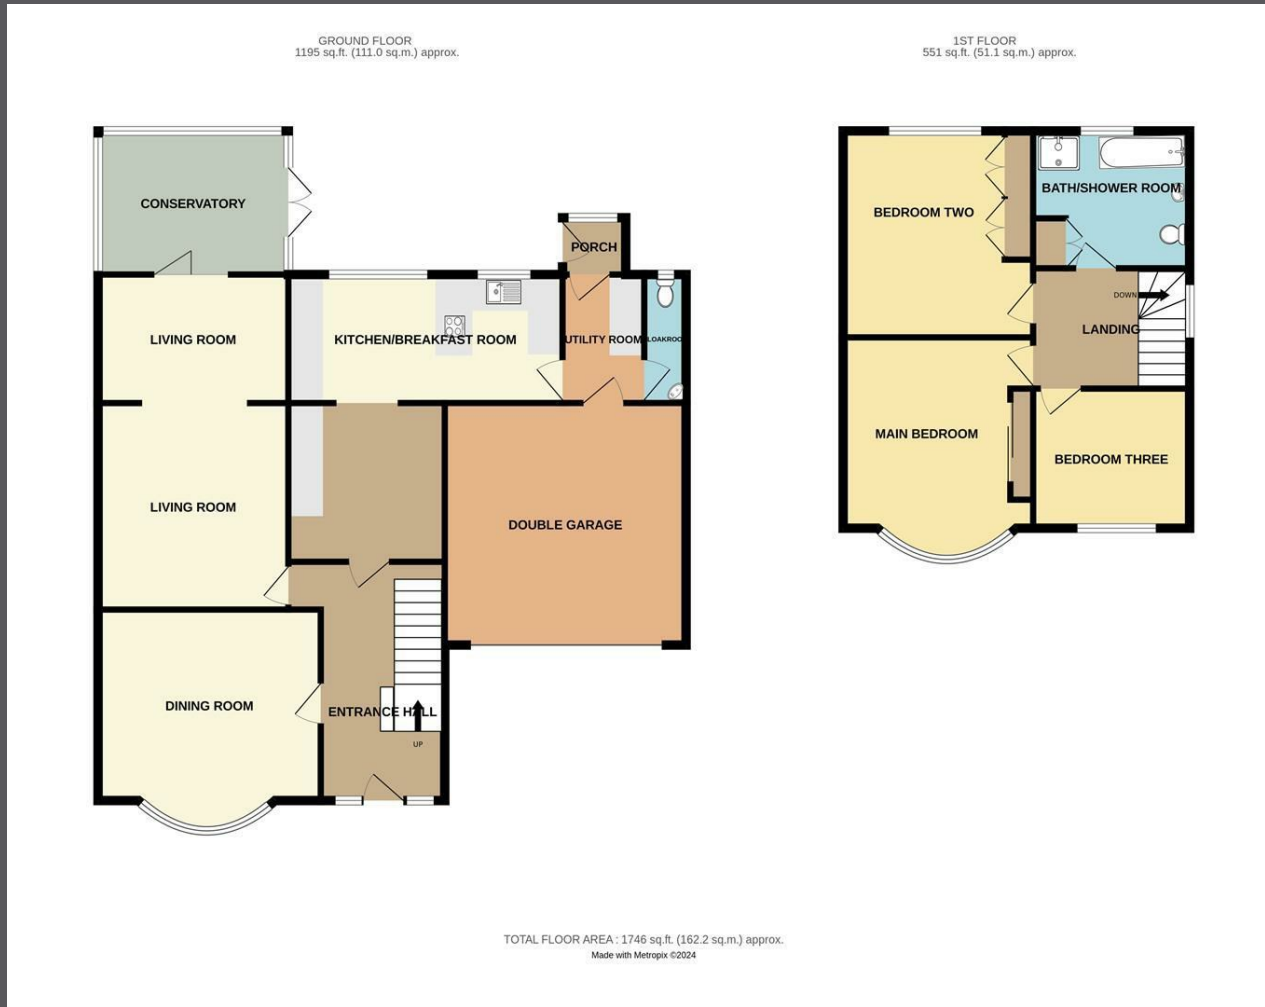 GROUND FLOOR
1195 sq.ft. (111.0 sq.m.) approx.
1ST FLOOR
551 sq.ft. (51.1 sq.m.) approx.
CONSERVATORY
PORCH
LIVING ROOM
KITCHEN/BREAKFAST ROOM
UTILITY ROOM
LOAKROO
LIVING ROOM
DOUBLE GARAGE
DINING ROOM
ENTRANCE HALL
UP
BATH/SHOWER ROOM
BEDROOM TWO
DOWN
LANDING
MAIN BEDROOM
BEDROOM THREE
TOTAL FLOOR AREA : 1746 sq.ft. (162.2 sq.m.) approx.
Made with Metropix ©2024